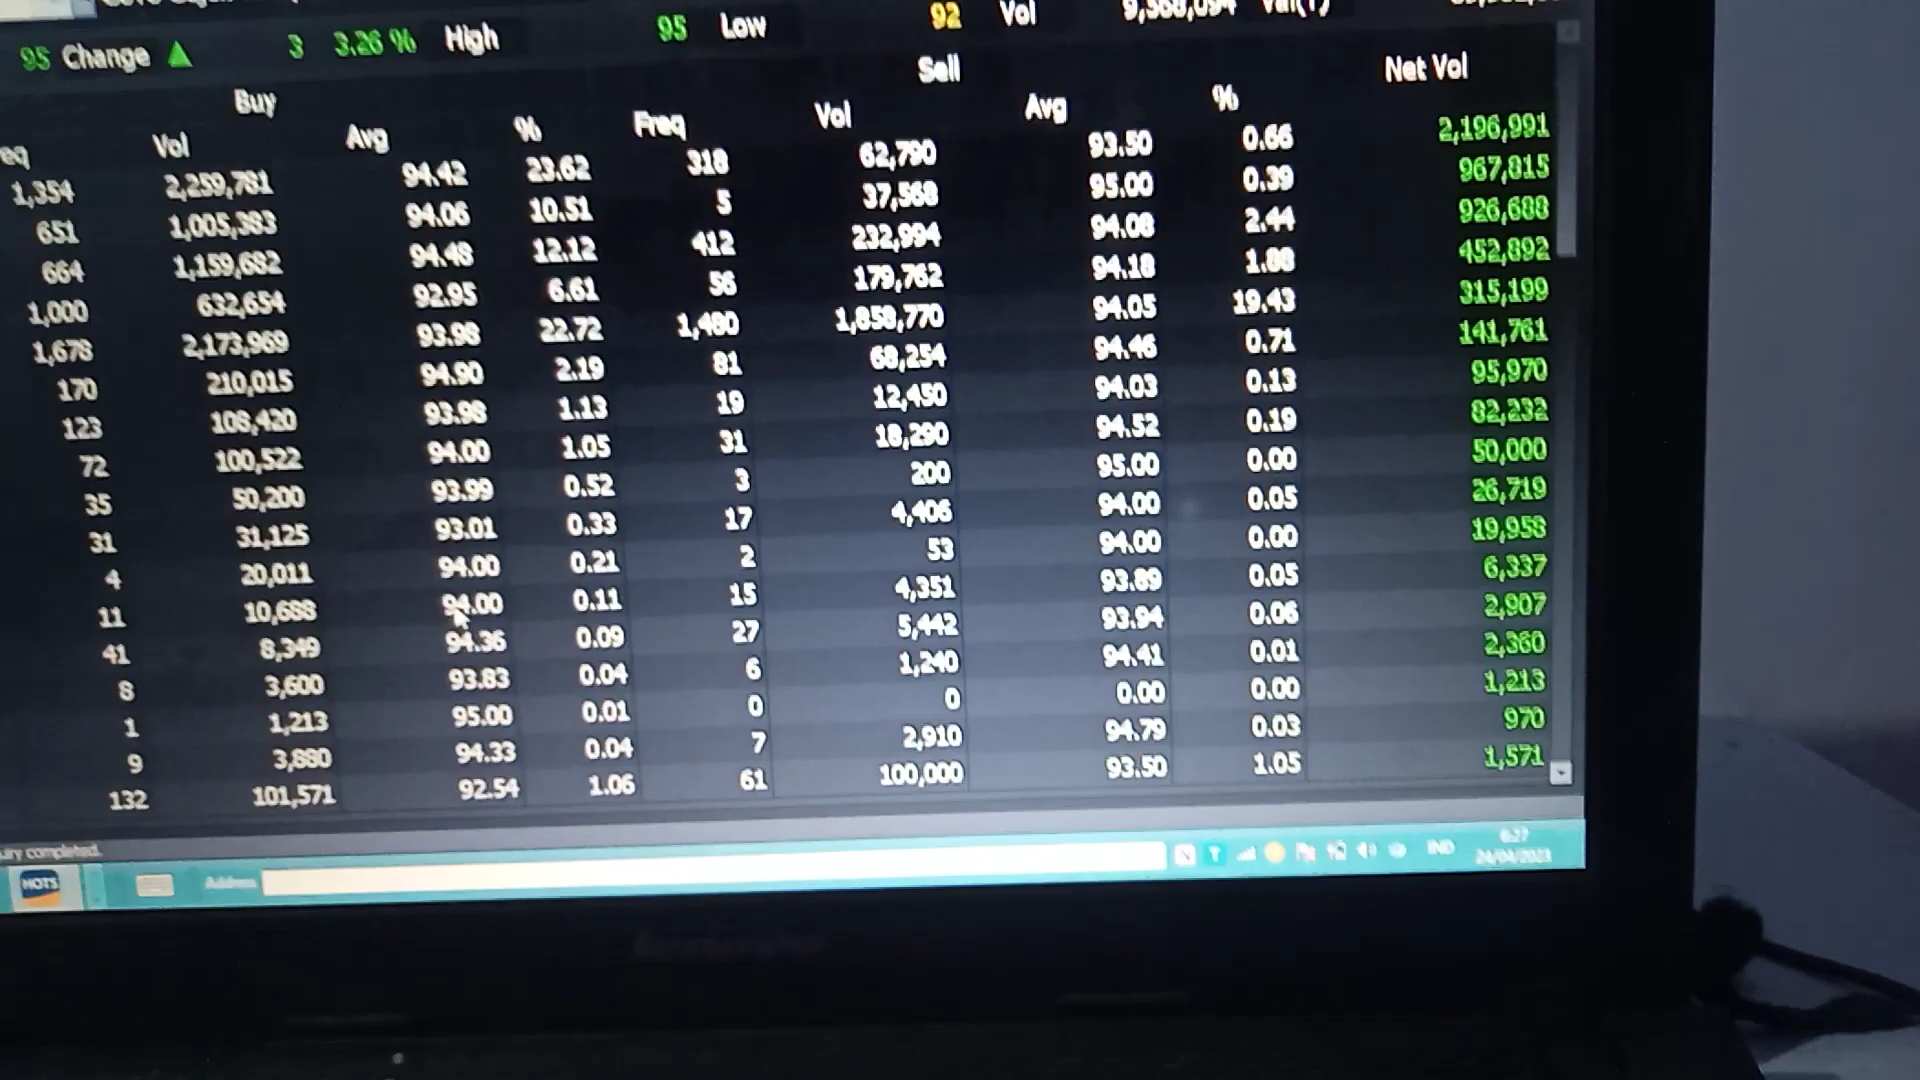 95 Change ▲ 3 3.26 % High 95 Low 92 Vol 9,568,094 Val(T)
Buy Sell Net Vol
Vol Avg % Freq Vol Avg %
1,354 2,259,781 94.42 23.62 318 62,790 93.50 0.66 2,196,991
651 1,005,383 94.06 10.51 5 37,568 95.00 0.39 967,815
664 1,159,682 94.48 12.12 412 232,994 94.08 2.44 926,688
1,000 632,654 92.95 6.61 56 179,762 94.18 1.88 452,892
1,678 2,173,969 93.98 22.72 1,480 1,858,770 94.05 19.43 315,199
170 210,015 94.90 2.19 81 68,254 94.46 0.71 141,761
123 108,420 93.98 1.13 19 12,450 94.03 0.13 95,970
72 100,522 94.00 1.05 31 18,290 94.52 0.19 82,232
35 50,200 93.99 0.52 3 200 95.00 0.00 50,000
31 31,125 93.01 0.33 17 4,406 94.00 0.05 26,719
4 20,011 94.00 0.21 2 53 94.00 0.00 19,958
11 10,688 94.00 0.11 15 4,351 93.89 0.05 6,337
41 8,349 94.36 0.09 27 5,442 93.94 0.06 2,907
8 3,600 93.83 0.04 6 1,240 94.41 0.01 2,360
1 1,213 95.00 0.01 0 0 0.00 0.00 1,213
9 3,880 94.33 0.04 7 2,910 94.79 0.03 970
132 101,571 92.54 1.06 61 100,000 93.50 1.05 1,571
completed.
HOTS Address IND 6:27
24/04/2023